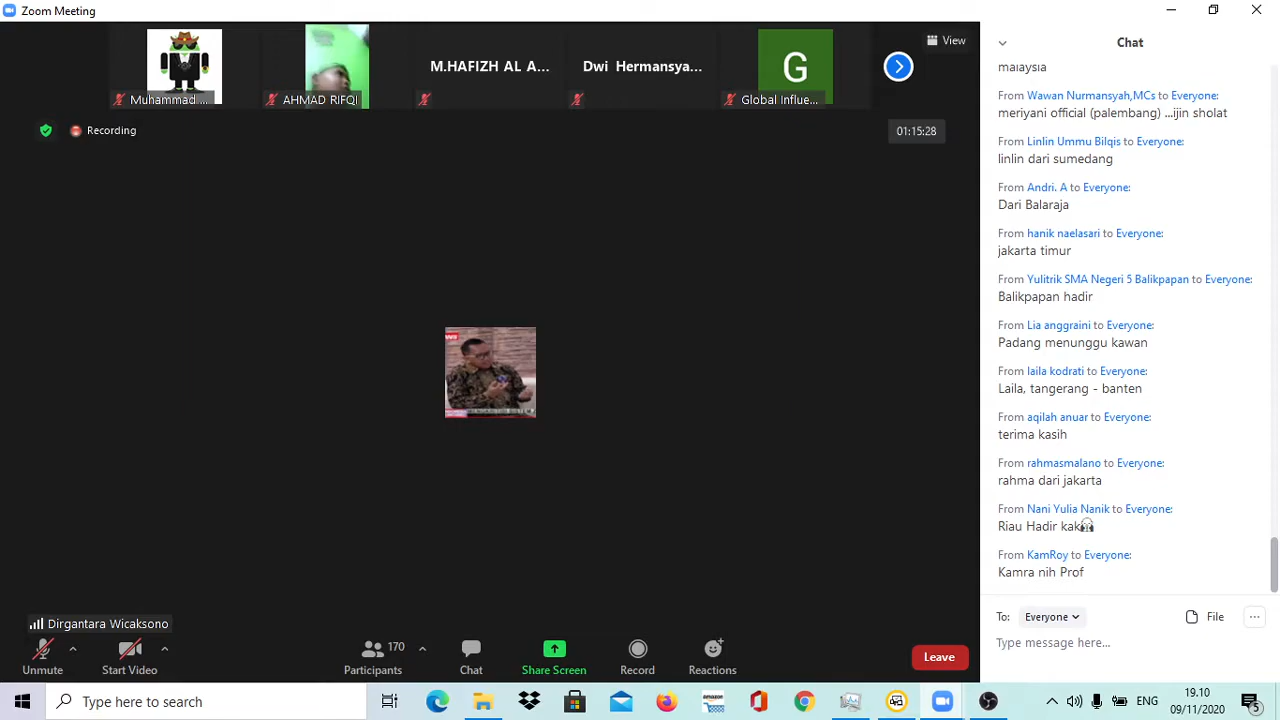 Zoom Meeting
Muhammad ...
AHMAD RIFQI
M.HAFIZH AL A...
Dwi Hermansya...
G
Global Influe...
View
Recording
01:15:28
Dirgantara Wicaksono
Unmute
Start Video
170
Participants
Chat
Share Screen
Record
Reactions
Leave
Chat
malaysia
From Wawan Nurmansyah,MCs to Everyone:
meriyani official (palembang) ...ijin sholat
From Linlin Ummu Bilqis to Everyone:
linlin dari sumedang
From Andri. A to Everyone:
Dari Balaraja
From hanik naelasari to Everyone:
jakarta timur
From Yulitrik SMA Negeri 5 Balikpapan to Everyone:
Balikpapan hadir
From Lia anggraini to Everyone:
Padang menunggu kawan
From laila kodrati to Everyone:
Laila, tangerang - banten
From aqilah anuar to Everyone:
terima kasih
From rahmasmalano to Everyone:
rahma dari jakarta
From Nani Yulia Nanik to Everyone:
Riau Hadir kak
From KamRoy to Everyone:
Kamra nih Prof
To: Everyone
File
Type message here...
Type here to search
amazon
ENG
19.10
09/11/2020
5